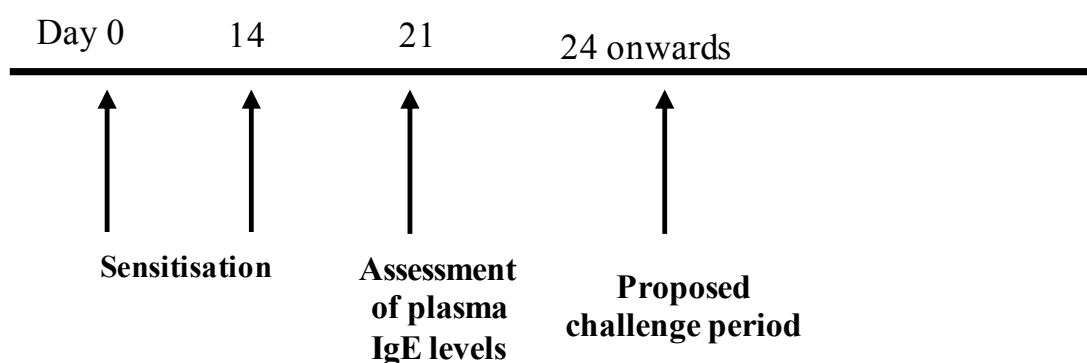 Day 0 14 21 24 onwards
Sensitisation
Assessment
of plasma
IgE levels
Proposed
challenge period